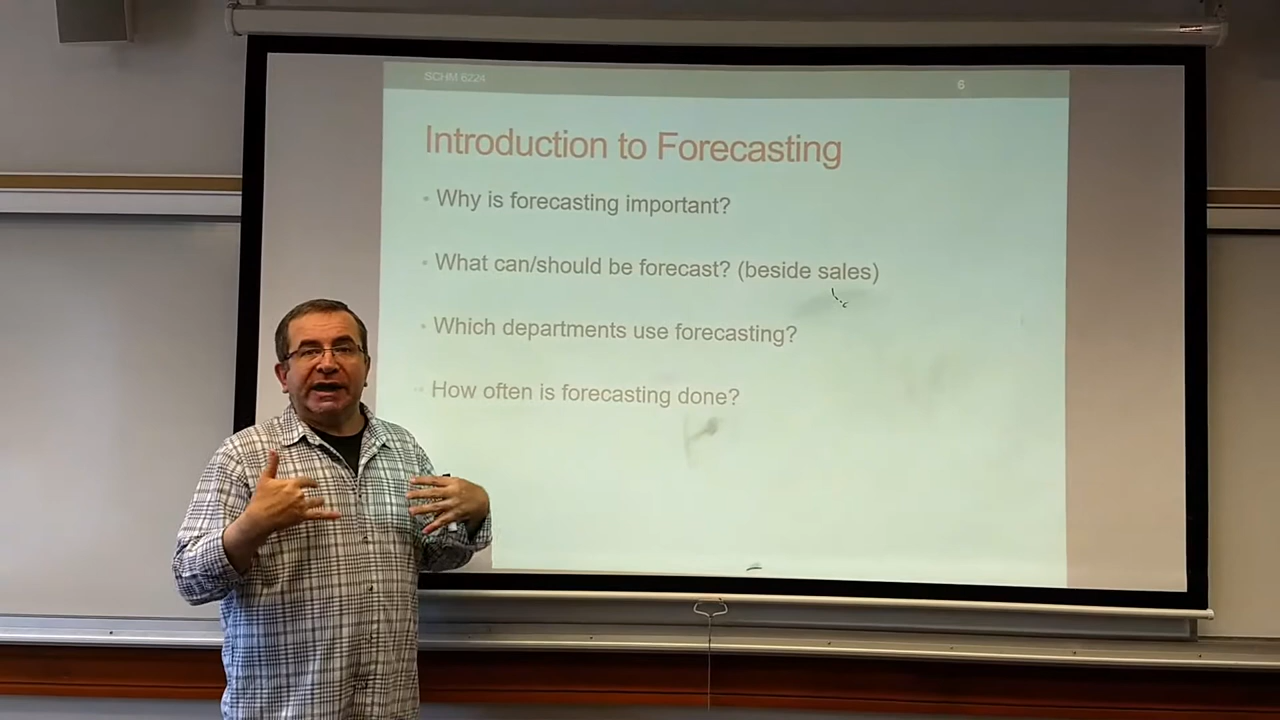 SCHM 6224
6
Introduction to Forecasting
• Why is forecasting important?
• What can/should be forecast? (beside sales)
• Which departments use forecasting?
• How often is forecasting done?